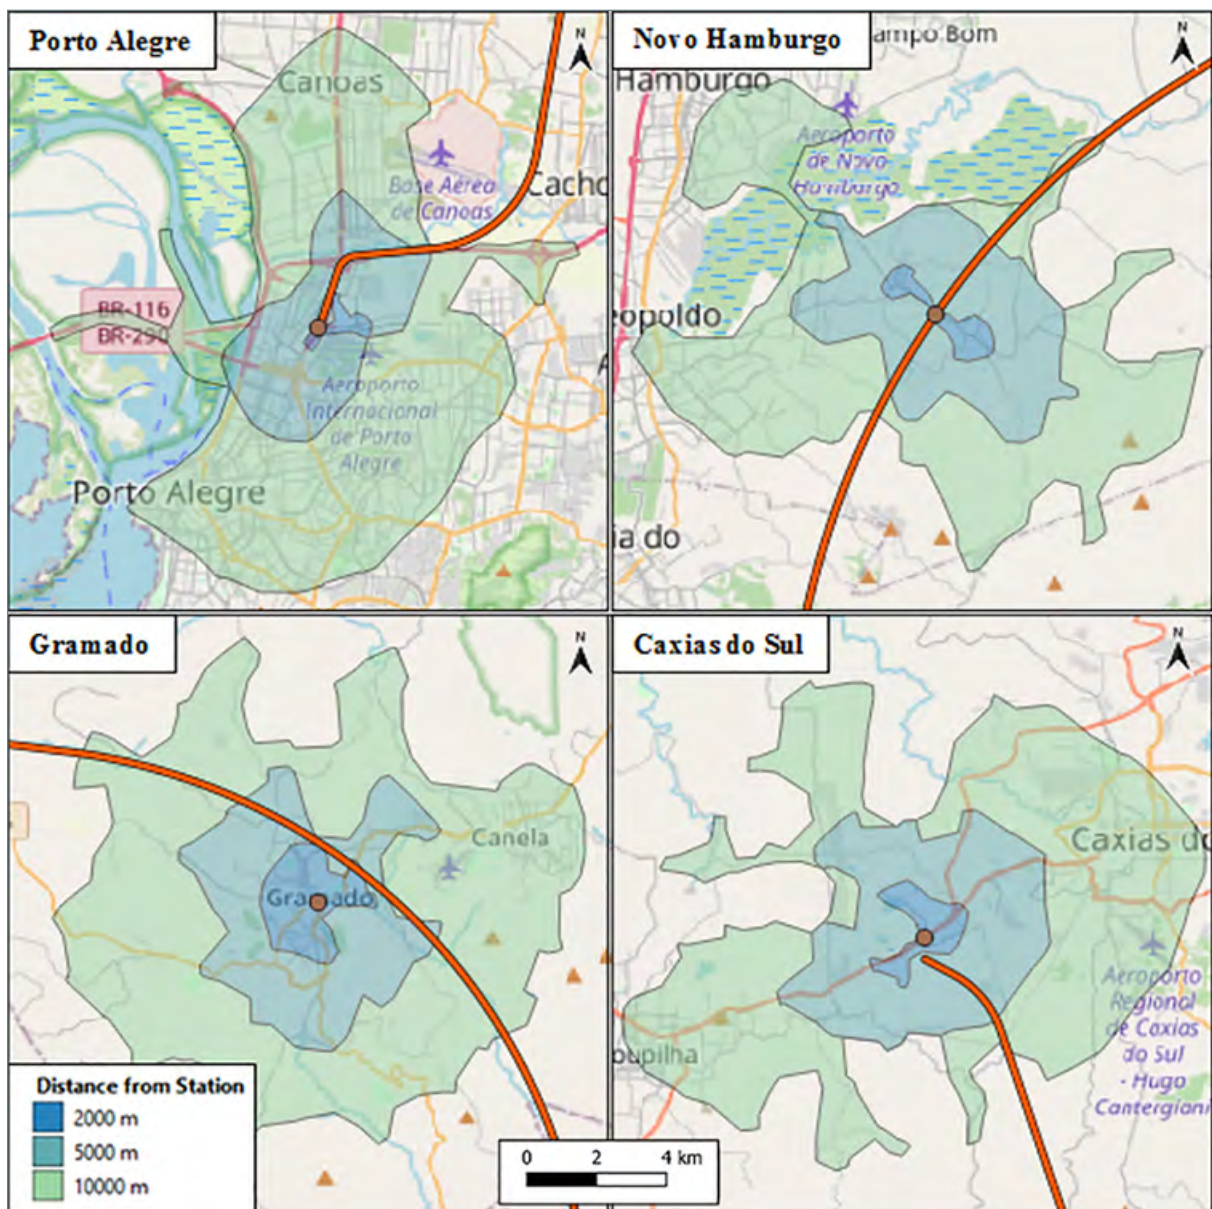 Porto Alegre
N
Canoas
Base Aérea
de Canoas
Cacho
BR-116
BR-290
Aeroporto
Internacional
de Porto
Alegre
Porto Alegre
Novo Hamburgo
ampo Bom
N
Hamburgo
Aeroporto
de Novo
Hamburgo
eopoldo
ia do
Gramado
N
Canela
Gramado
Distance from Station
2000 m
5000 m
10000 m
0 2 4 km
Caxias do Sul
N
Caxias do
Aeroporto
Regional
de Caxias
do Sul
- Hugo
Cantergiani
oupilha